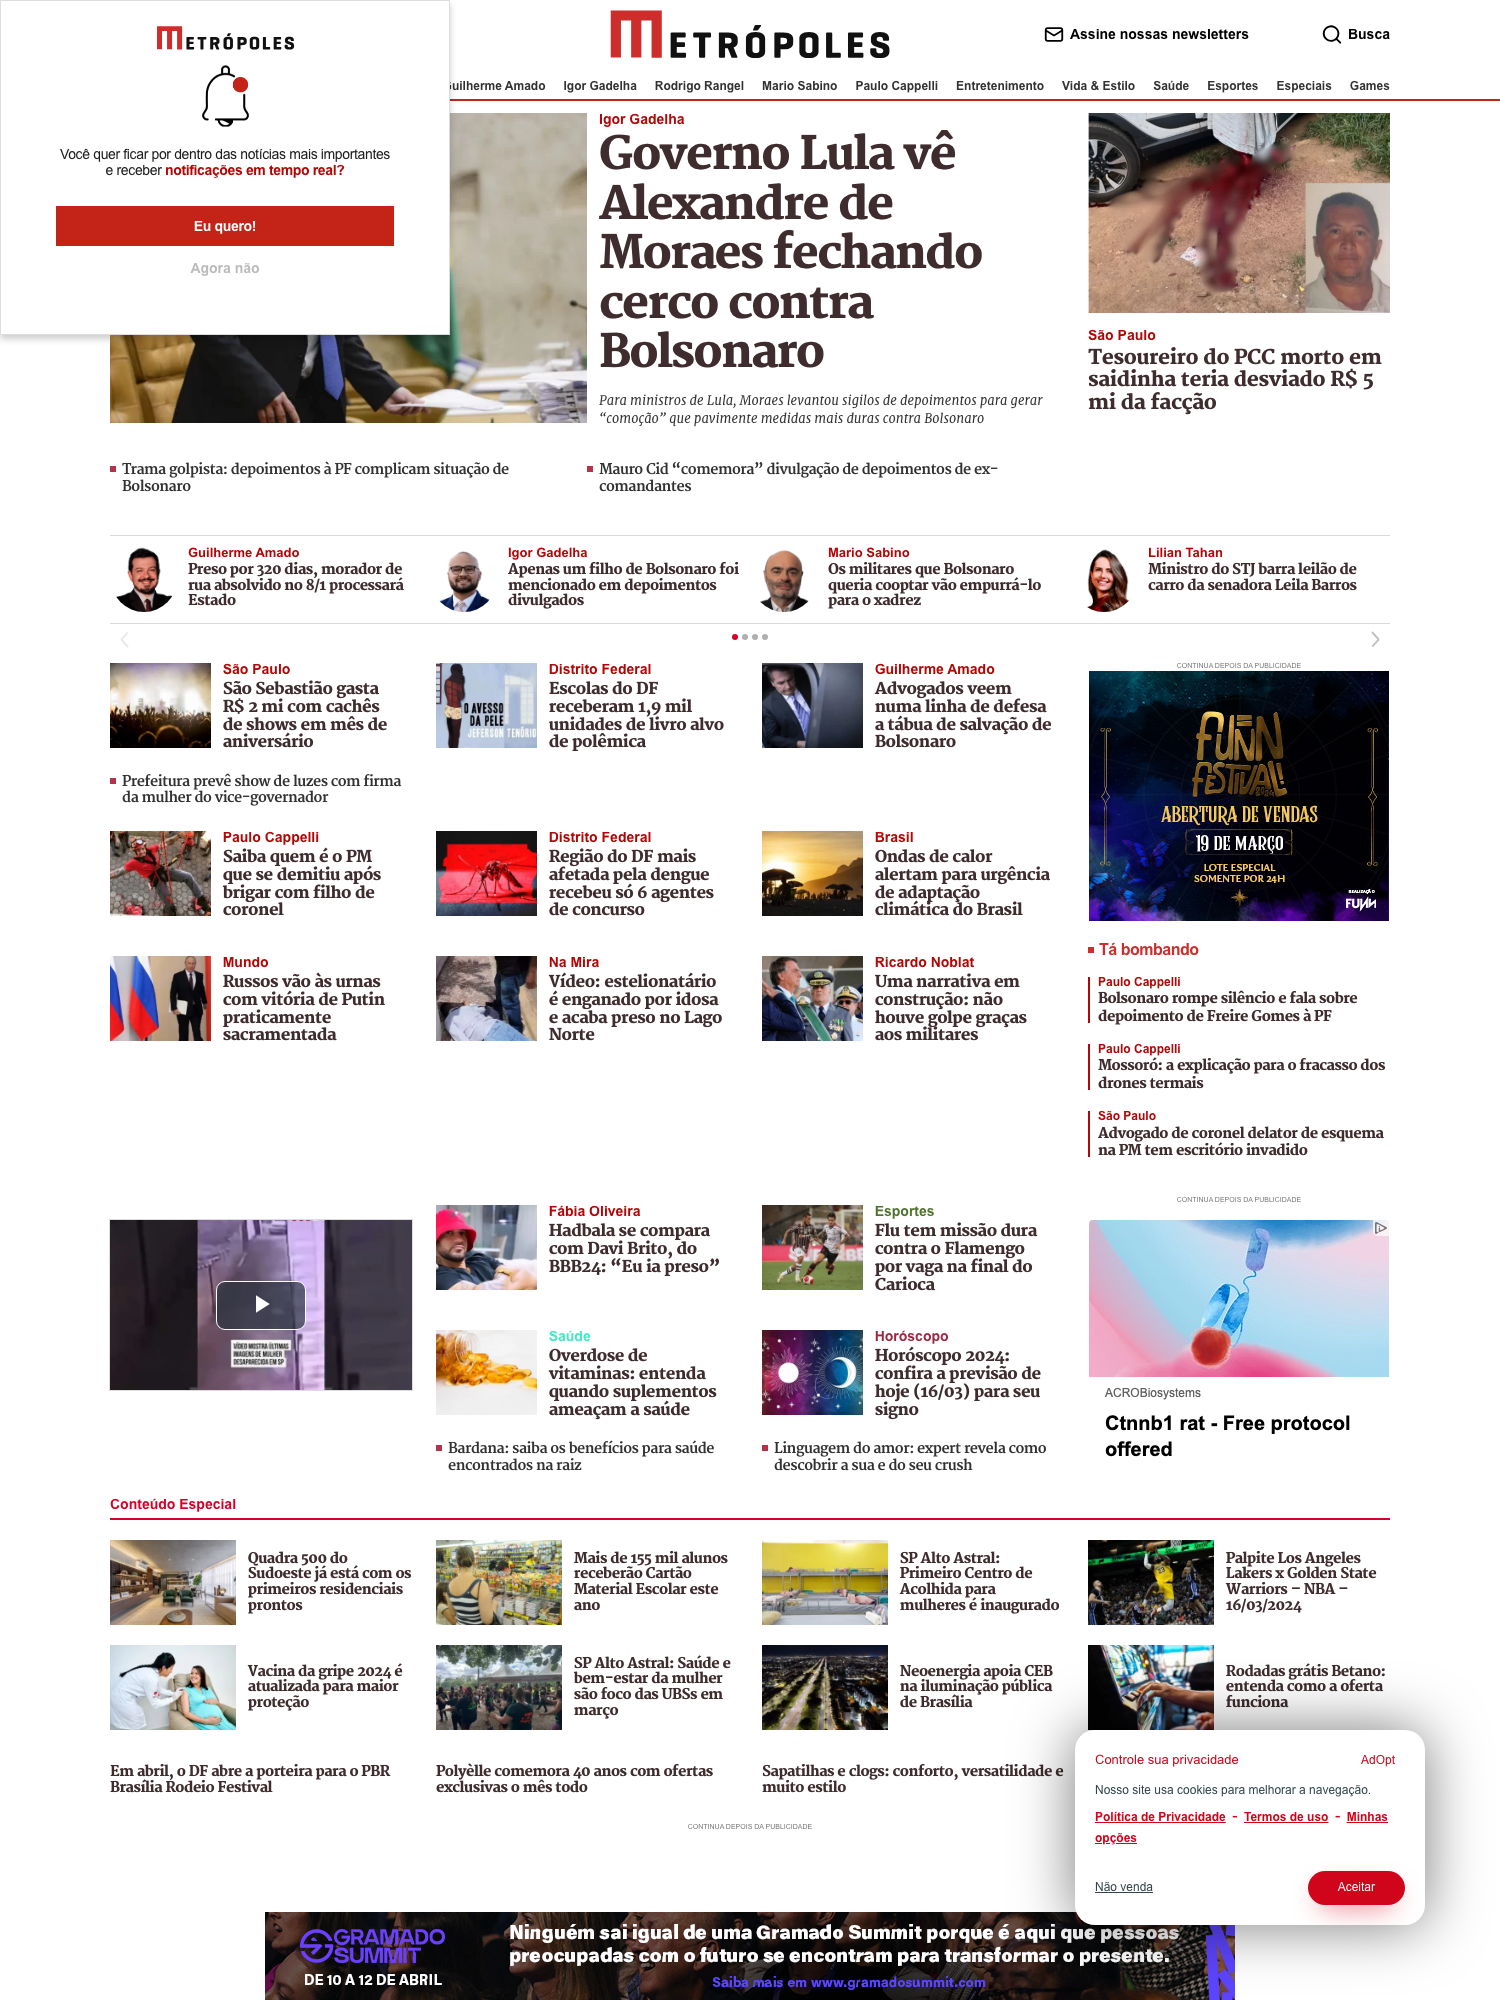 METRÓPOLES
Você quer ficar por dentro das notícias mais importantes
e receber notificações em tempo real?
Eu quero!
Agora não
METRÓPOLES
Assine nossas newsletters
Busca
Guilherme Amado
Igor Gadelha
Rodrigo Rangel
Mario Sabino
Paulo Cappelli
Entretenimento
Vida & Estilo
Saúde
Esportes
Especiais
Games
Igor Gadelha
Governo Lula vê
Alexandre de
Moraes fechando
cerco contra
Bolsonaro
Para ministros de Lula, Moraes levantou sigilos de depoimentos para gerar
“comoção” que pavimente medidas mais duras contra Bolsonaro
São Paulo
Tesoureiro do PCC morto em
saidinha teria desviado R$ 5
mi da facção
Trama golpista: depoimentos à PF complicam situação de
Bolsonaro
Mauro Cid “comemora” divulgação de depoimentos de ex-
comandantes
Guilherme Amado
Preso por 320 dias, morador de
rua absolvido no 8/1 processará
Estado
Igor Gadelha
Apenas um filho de Bolsonaro foi
mencionado em depoimentos
divulgados
Mario Sabino
Os militares que Bolsonaro
queria cooptar vão empurrá-lo
para o xadrez
Lilian Tahan
Ministro do STJ barra leilão de
carro da senadora Leila Barros
São Paulo
São Sebastião gasta
R$ 2 mi com cachês
de shows em mês de
aniversário
Prefeitura prevê show de luzes com firma
da mulher do vice-governador
O AVESSO
DA PELE
JEFERSON TENÓRIO
Distrito Federal
Escolas do DF
receberam 1,9 mil
unidades de livro alvo
de polêmica
Guilherme Amado
Advogados veem
numa linha de defesa
a tábua de salvação de
Bolsonaro
CONTINUA DEPOIS DA PUBLICIDADE
FUNN
FESTIVAL!
2024
ABERTURA DE VENDAS
19 DE MARÇO
LOTE ESPECIAL
SOMENTE POR 24H
REALIZAÇÃO
FUNN
Paulo Cappelli
Saiba quem é o PM
que se demitiu após
brigar com filho de
coronel
Distrito Federal
Região do DF mais
afetada pela dengue
recebeu só 6 agentes
de concurso
Brasil
Ondas de calor
alertam para urgência
de adaptação
climática do Brasil
Mundo
Russos vão às urnas
com vitória de Putin
praticamente
sacramentada
Na Mira
Vídeo: estelionatário
é enganado por idosa
e acaba preso no Lago
Norte
Ricardo Noblat
Uma narrativa em
construção: não
houve golpe graças
aos militares
Tá bombando
Paulo Cappelli
Bolsonaro rompe silêncio e fala sobre
depoimento de Freire Gomes à PF
Paulo Cappelli
Mossoró: a explicação para o fracasso dos
drones termais
São Paulo
Advogado de coronel delator de esquema
na PM tem escritório invadido
VÍDEO MOSTRA ÚLTIMAS
IMAGENS DE MULHER
DESAPARECIDA EM SP
Fábia Oliveira
Hadbala se compara
com Davi Brito, do
BBB24: “Eu ia preso”
Esportes
Flu tem missão dura
contra o Flamengo
por vaga na final do
Carioca
Saúde
Overdose de
vitaminas: entenda
quando suplementos
ameaçam a saúde
Bardana: saiba os benefícios para saúde
encontrados na raiz
Horóscopo
Horóscopo 2024:
confira a previsão de
hoje (16/03) para seu
signo
Linguagem do amor: expert revela como
descobrir a sua e do seu crush
CONTINUA DEPOIS DA PUBLICIDADE
ACROBiosystems
Ctnnb1 rat - Free protocol
offered
Conteúdo Especial
Quadra 500 do
Sudoeste já está com os
primeiros residenciais
prontos
Mais de 155 mil alunos
receberão Cartão
Material Escolar este
ano
SP Alto Astral:
Primeiro Centro de
Acolhida para
mulheres é inaugurado
Palpite Los Angeles
Lakers x Golden State
Warriors – NBA –
16/03/2024
Vacina da gripe 2024 é
atualizada para maior
proteção
SP Alto Astral: Saúde e
bem-estar da mulher
são foco das UBSs em
março
Neoenergia apoia CEB
na iluminação pública
de Brasília
Rodadas grátis Betano:
entenda como a oferta
funciona
Em abril, o DF abre a porteira para o PBR
Brasília Rodeio Festival
Polyèlle comemora 40 anos com ofertas
exclusivas o mês todo
Sapatilhas e clogs: conforto, versatilidade e
muito estilo
CONTINUA DEPOIS DA PUBLICIDADE
Controle sua privacidade
AdOpt
Nosso site usa cookies para melhorar a navegação.
Política de Privacidade - Termos de uso - Minhas
opções
Não venda
Aceitar
GRAMADO
SUMMIT
DE 10 A 12 DE ABRIL
Ninguém sai igual de uma Gramado Summit porque é aqui que pessoas
preocupadas com o futuro se encontram para transformar o presente.
Saiba mais em www.gramadosummit.com